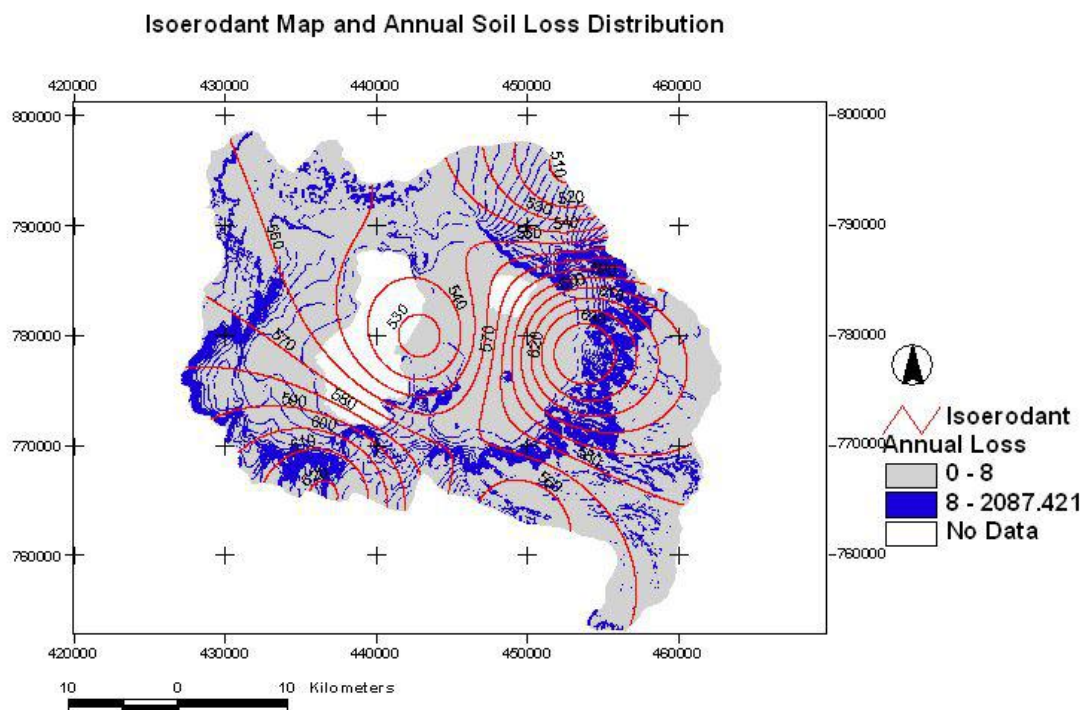 Isoerodant Map and Annual Soil Loss Distribution
420000 430000 440000 450000 460000
800000 800000
510
520
530
540
550
790000 790000
560
540
530
570
570
620
780000 780000
580
590
600
610
770000 770000
560
760000 760000
420000 430000 440000 450000 460000
Isoerodant
Annual Loss
0 - 8
8 - 2087.421
No Data
10 0 10 Kilometers